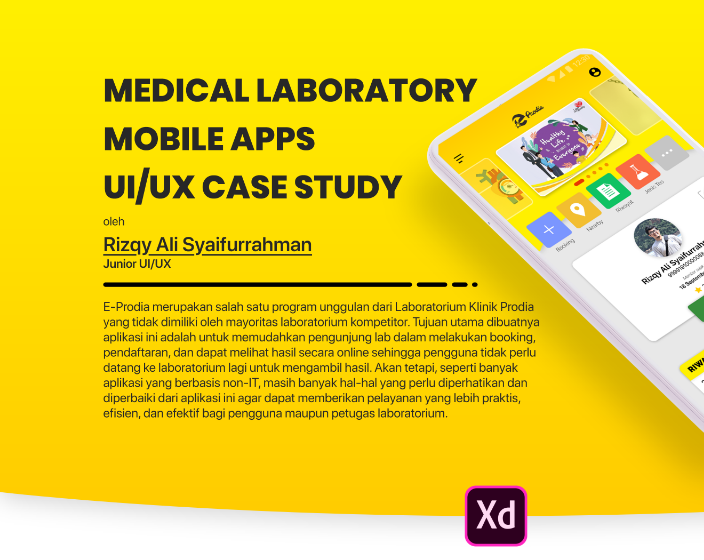 MEDICAL LABORATORY
MOBILE APPS
UI/UX CASE STUDY
oleh
Rizqy Ali Syaifurrahman
Junior UI/UX
E-Prodia merupakan salah satu program unggulan dari Laboratorium Klinik Prodia
yang tidak dimiliki oleh mayoritas laboratorium kompetitor. Tujuan utama dibuatnya
aplikasi ini adalah untuk memudahkan pengunjung lab dalam melakukan booking,
pendaftaran, dan dapat melihat hasil secara online sehingga pengguna tidak perlu
datang ke laboratorium lagi untuk mengambil hasil. Akan tetapi, seperti banyak
aplikasi yang berbasis non-IT, masih banyak hal-hal yang perlu diperhatikan dan
diperbaiki dari aplikasi ini agar dapat memberikan pelayanan yang lebih praktis,
efisien, dan efektif bagi pengguna maupun petugas laboratorium.
Prodia
Healthy
Life,
Everyone
Booking
Nearby
Riwayat
Jenis Tes
Rizqy Ali Syaifurrah
RIWA
Xd